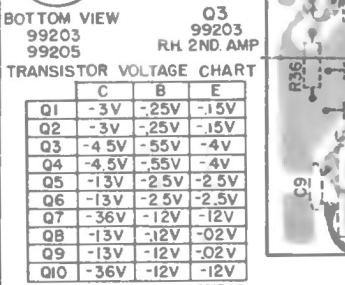 BOTTOM VIEW
99203
99205
Q3
99203
R.H. 2ND. AMP
TRANSISTOR VOLTAGE CHART
C B E
Q1 -3V -.25V -.15V
Q2 -3V -.25V -.15V
Q3 -4 5V -.55V -.4V
Q4 -4.5V -.55V -.4V
Q5 -13V -2 5V -2 5V
Q6 -13V -2 5V -2.5V
Q7 -36V -12V -12V
Q8 -13V -.12V -02V
Q9 -13V -12V -.02V
Q10 -36V -12V -12V
R36
C9